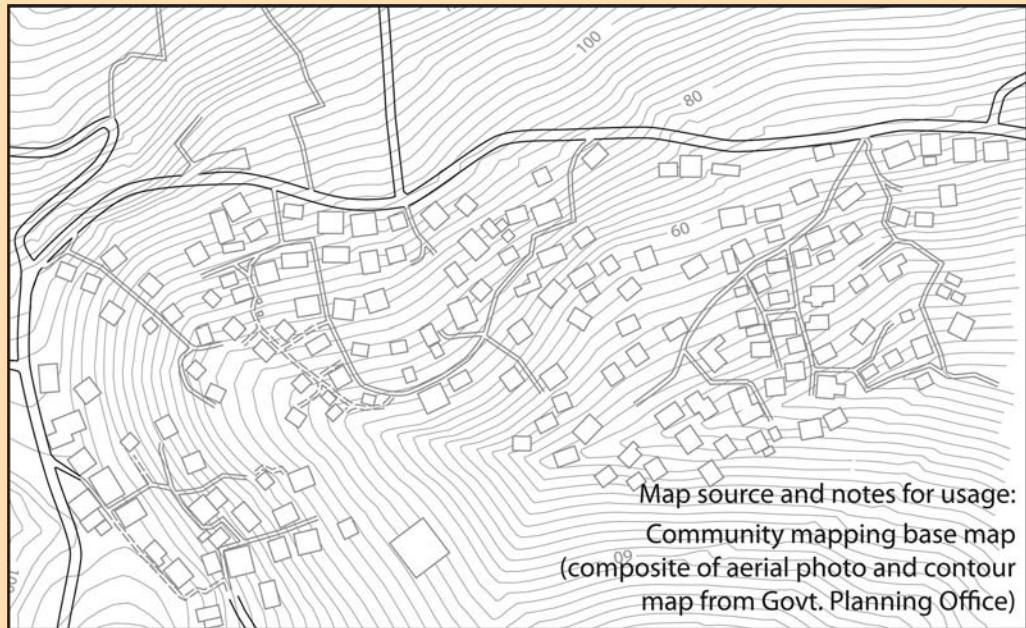 100
80
60
Map source and notes for usage:
Community mapping base map
(composite of aerial photo and contour
map from Govt. Planning Office)
60
100